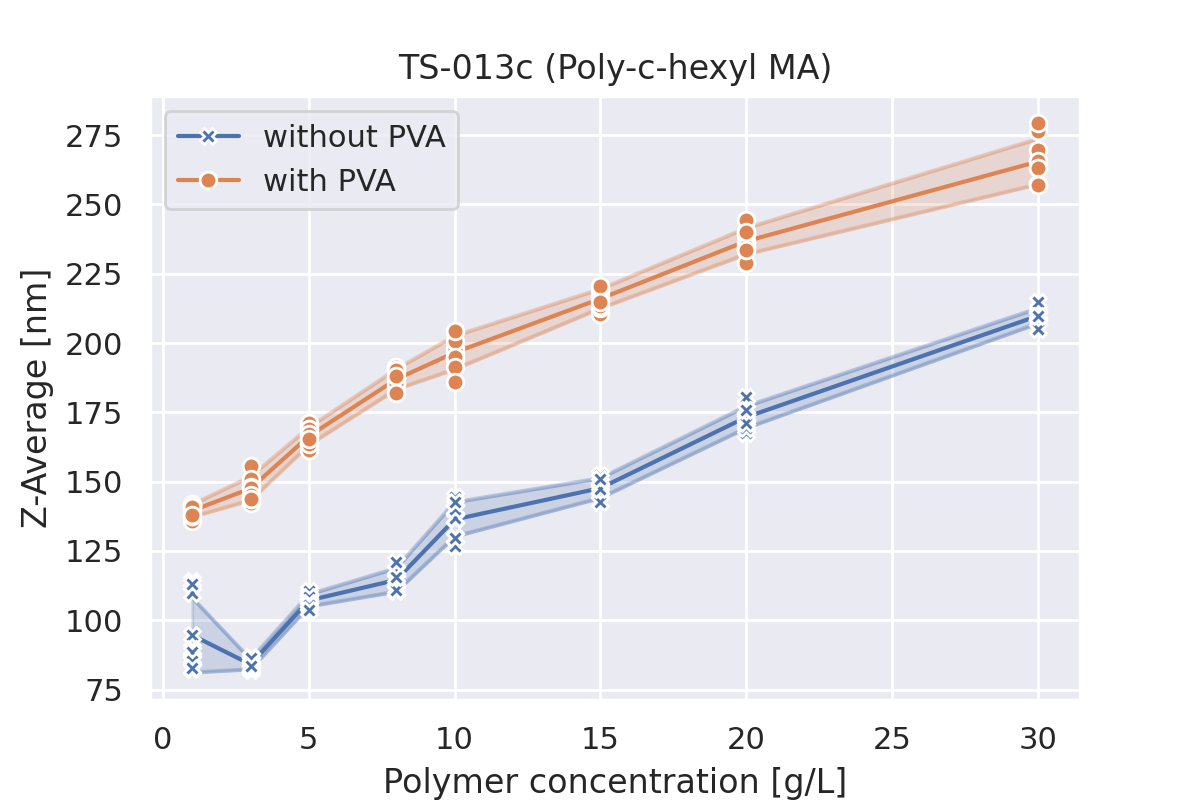 TS-013c (Poly-c-hexyl MA)
without PVA
with PVA
Z-Average [nm]
275
250
225
200
175
150
125
100
75
0 5 10 15 20 25 30
Polymer concentration [g/L]